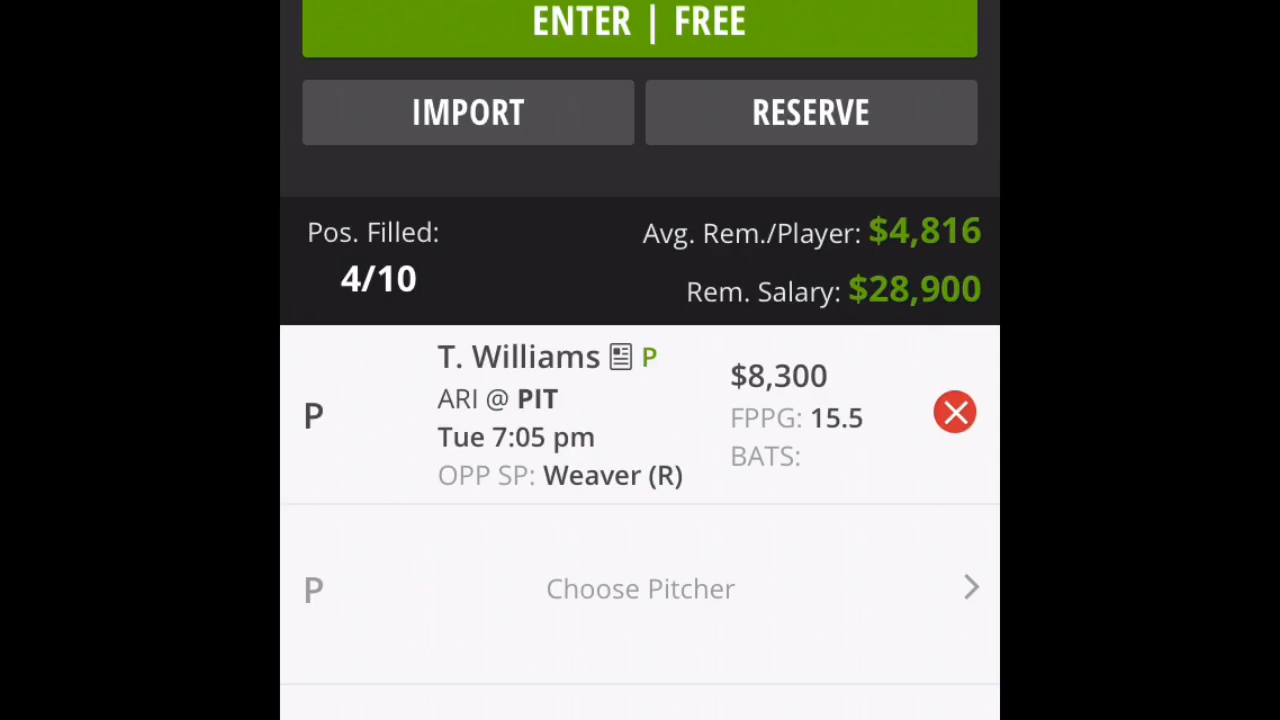 ENTER | FREE
IMPORT
RESERVE
Pos. Filled:
4/10
Avg. Rem./Player: $4,816
Rem. Salary: $28,900
P
T. Williams P
ARI @ PIT
Tue 7:05 pm
OPP SP: Weaver (R)
$8,300
FPPG: 15.5
BATS:
P
Choose Pitcher